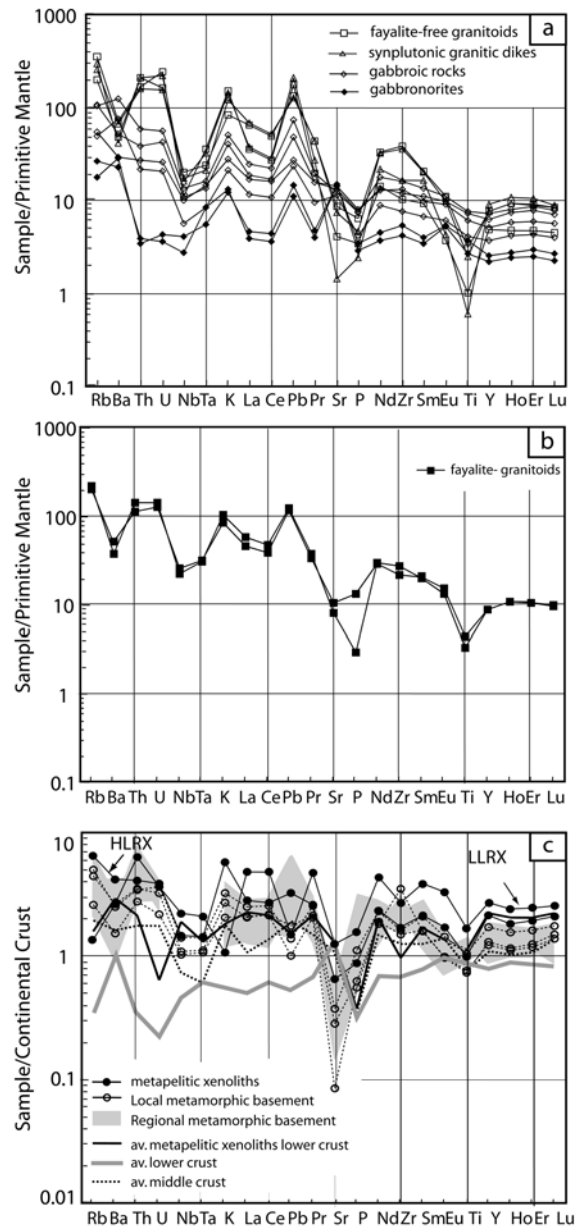 a
1000
100
10
1
0.1
Sample/Primitive Mantle
fayalite-free granitoids
synplutonic granitic dikes
gabbroic rocks
gabbronorites
Rb Ba Th U Nb Ta K La Ce Pb Pr Sr P Nd Zr Sm Eu Ti Y Ho Er Lu
b
1000
100
10
1
0.1
Sample/Primitive Mantle
fayalite- granitoids
Rb Ba Th U Nb Ta K La Ce Pb Pr Sr P Nd Zr Sm Eu Ti Y Ho Er Lu
c
10
1
0.1
0.01
Sample/Continental Crust
HLRX
LLRX
metapelitic xenoliths
Local metamorphic basement
Regional metamorphic basement
av. metapelitic xenoliths lower crust
av. lower crust
av. middle crust
Rb Ba Th U Nb Ta K La Ce Pb Pr Sr P Nd Zr Sm Eu Ti Y Ho Er Lu